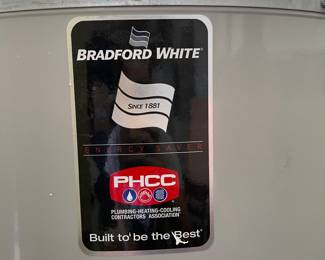 BRADFORD WHITE®
SINCE 1881
ENERGY SAVER
PHCC
PLUMBING-HEATING-COOLING
CONTRACTORS ASSOCIATION
Built to be the Best®